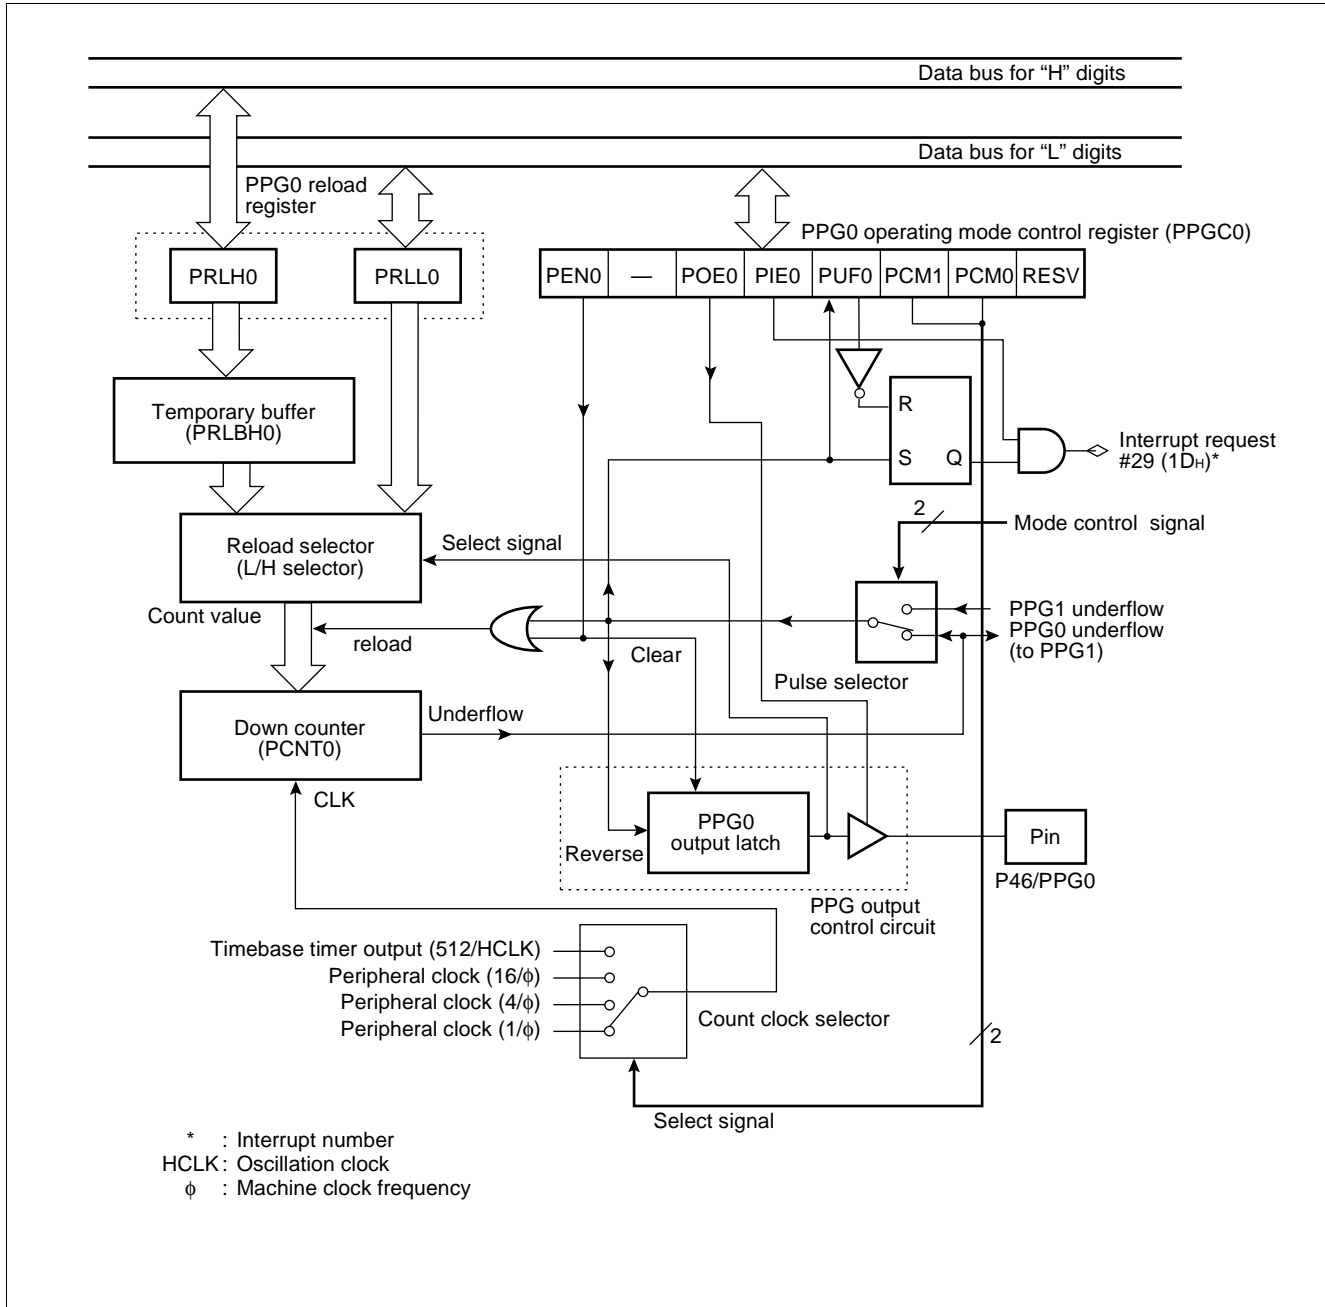 Data bus for “H” digits
Data bus for “L” digits
PPG0 reload
register
PPG0 operating mode control register (PPGC0)
PRLH0
PRLL0
PEN0 — POE0 PIE0 PUF0 PCM1 PCM0 RESV
Temporary buffer
(PRLBH0)
R
S Q
Interrupt request
#29 (1DH)*
2
Mode control signal
Reload selector
(L/H selector)
Select signal
Count value
reload
Clear
PPG1 underflow
PPG0 underflow
(to PPG1)
Pulse selector
Down counter
(PCNT0)
Underflow
CLK
PPG0
output latch
Reverse
Pin
P46/PPG0
PPG output
control circuit
Timebase timer output (512/HCLK)
Peripheral clock (16/ϕ)
Peripheral clock (4/ϕ)
Peripheral clock (1/ϕ)
Count clock selector
2
Select signal
* : Interrupt number
HCLK : Oscillation clock
ϕ : Machine clock frequency